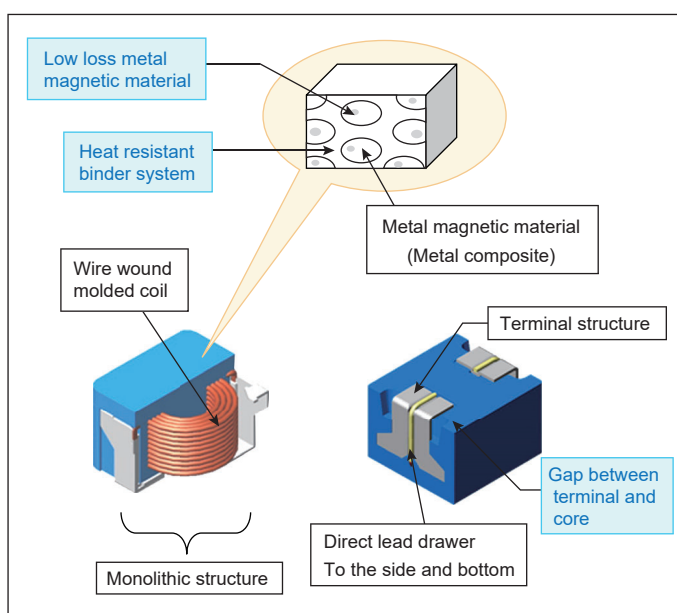 Low loss metal
magnetic material
Heat resistant
binder system
Metal magnetic material
(Metal composite)
Wire wound
molded coil
Terminal structure
Gap between
terminal and
core
Direct lead drawer
To the side and bottom
Monolithic structure